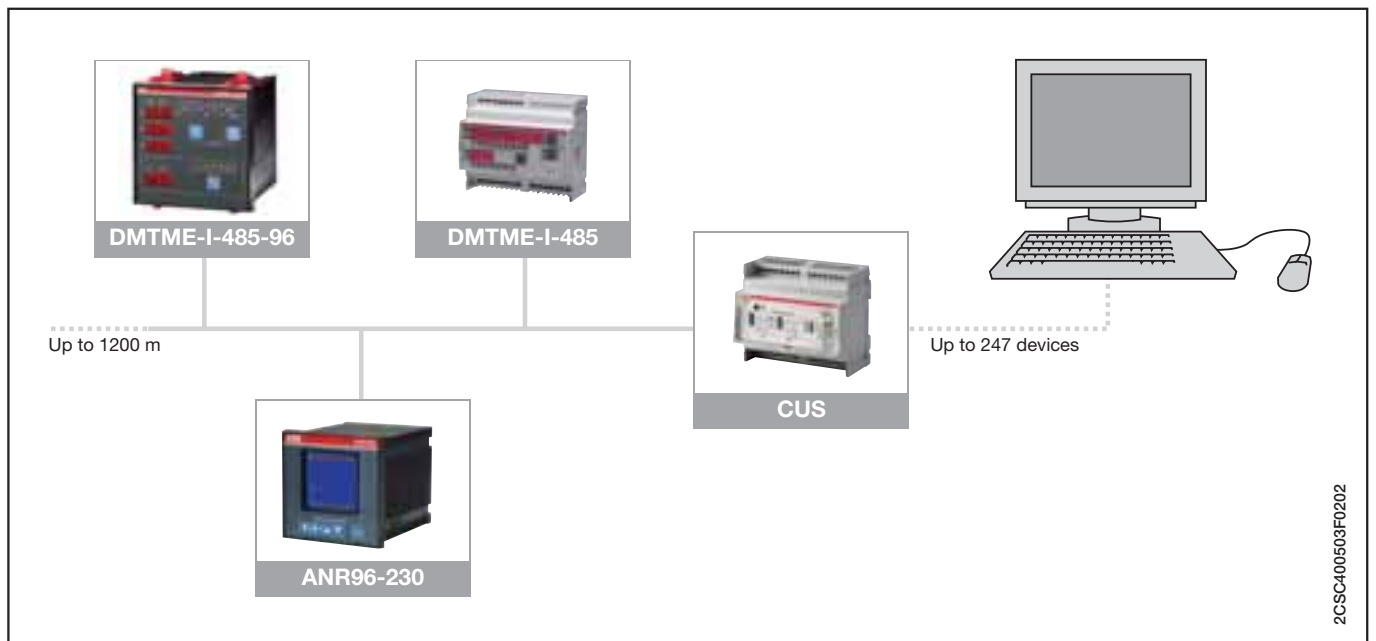 DMTME-I-485-96
DMTME-I-485
Up to 1200 m
Up to 247 devices
CUS
ANR96-230
2CSC400503F0202